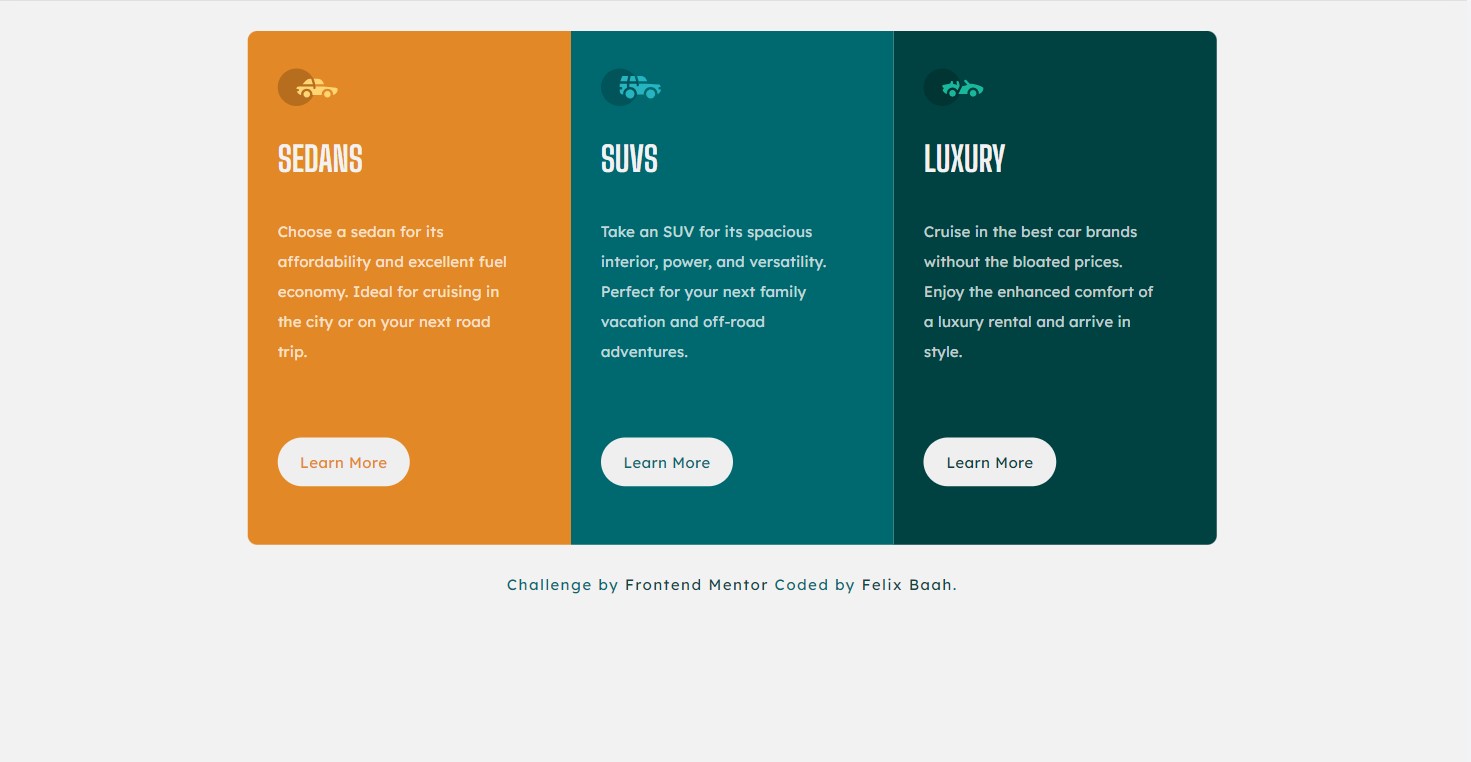 SEDANS
Choose a sedan for its
affordability and excellent fuel
economy. Ideal for cruising in
the city or on your next road
trip.
Learn More
SUVS
Take an SUV for its spacious
interior, power, and versatility.
Perfect for your next family
vacation and off-road
adventures.
Learn More
LUXURY
Cruise in the best car brands
without the bloated prices.
Enjoy the enhanced comfort of
a luxury rental and arrive in
style.
Learn More
Challenge by Frontend Mentor Coded by Felix Baah.